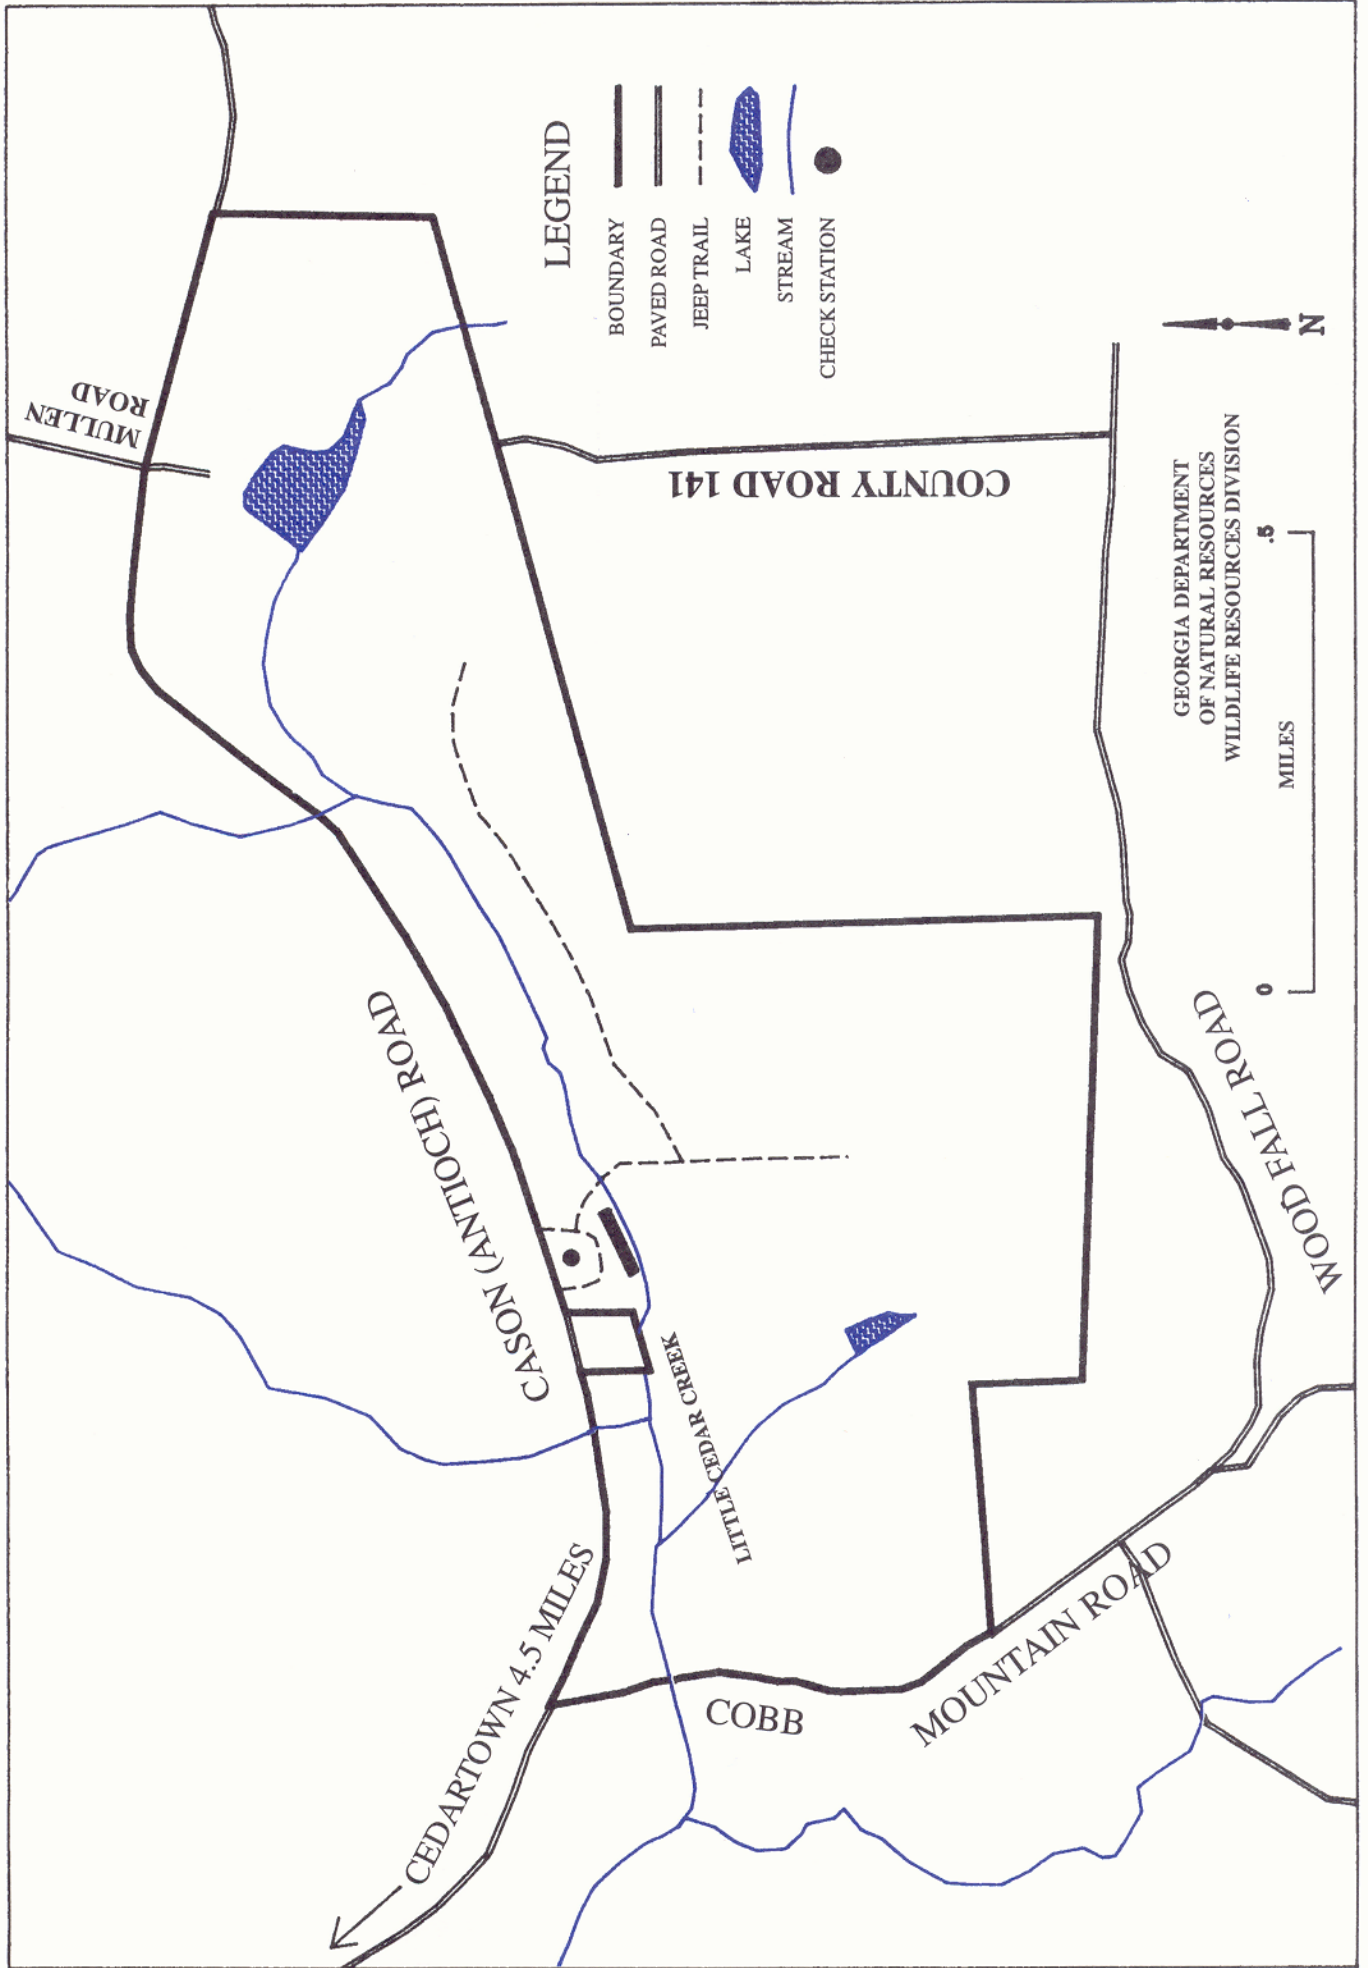 MULLEN
ROAD
CASON (ANTIOCH) ROAD
CEDARTOWN 4.5 MILES
LITTLE CEDAR CREEK
COBB
MOUNTAIN ROAD
WOOD FALL ROAD
COUNTY ROAD 141
LEGEND
BOUNDARY
PAVED ROAD
JEEP TRAIL
LAKE
STREAM
CHECK STATION
N
GEORGIA DEPARTMENT
OF NATURAL RESOURCES
WILDLIFE RESOURCES DIVISION
0 .5
MILES